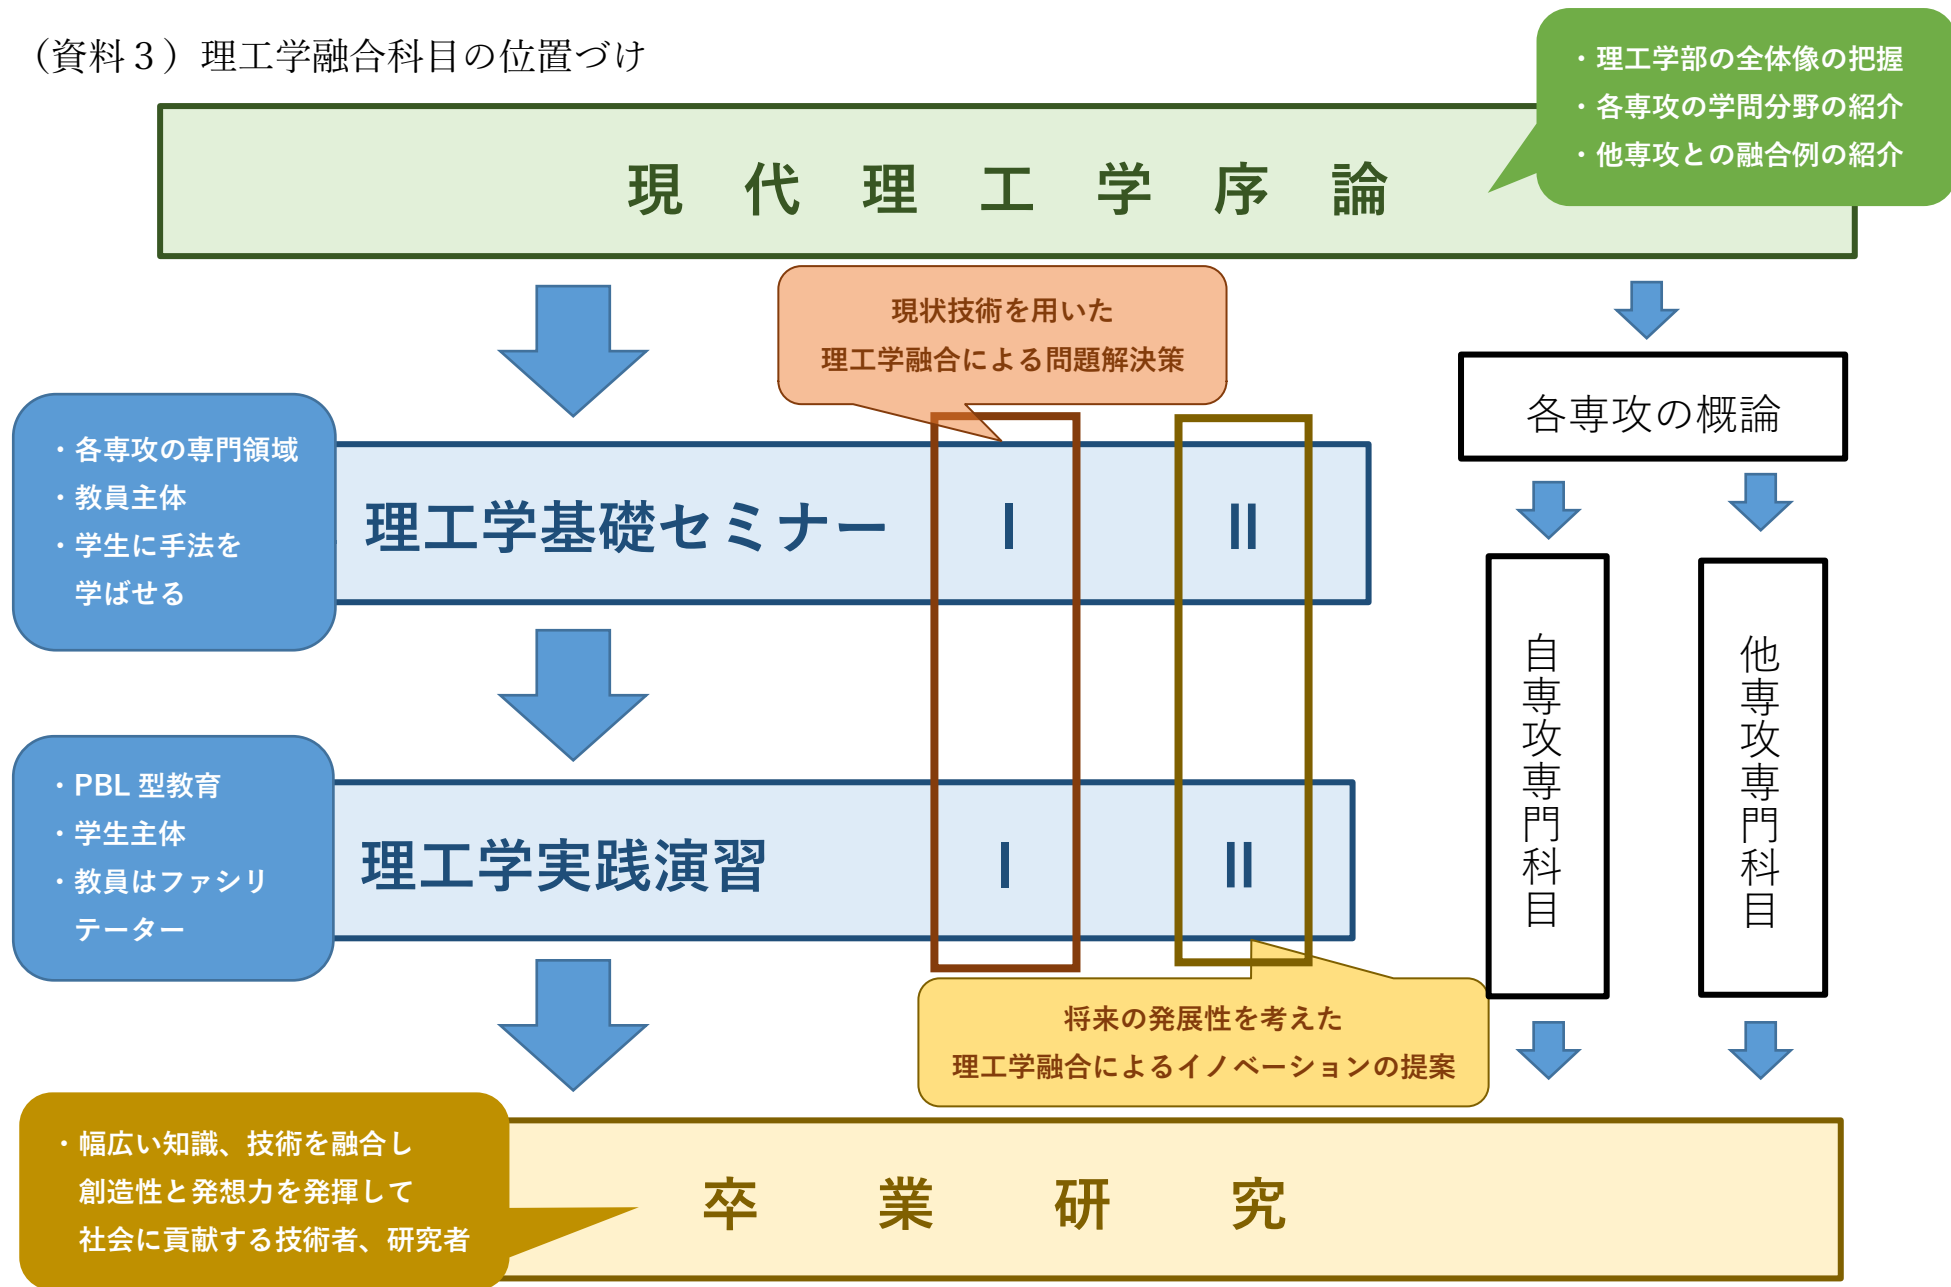 （資料３）理工学融合科目の位置づけ
・理工学部の全体像の把握
・各専攻の学問分野の紹介
・他専攻との融合例の紹介
現代理工学序論
現状技術を用いた
理工学融合による問題解決策
各専攻の概論
・各専攻の専門領域
・教員主体
・学生に手法を
学ばせる
理工学基礎セミナー Ⅰ Ⅱ
自専攻専門科目
他専攻専門科目
・PBL 型教育
・学生主体
・教員はファシリ
テーター
理工学実践演習 Ⅰ Ⅱ
将来の発展性を考えた
理工学融合によるイノベーションの提案
・幅広い知識、技術を融合し
創造性と発想力を発揮して
社会に貢献する技術者、研究者
卒業研究